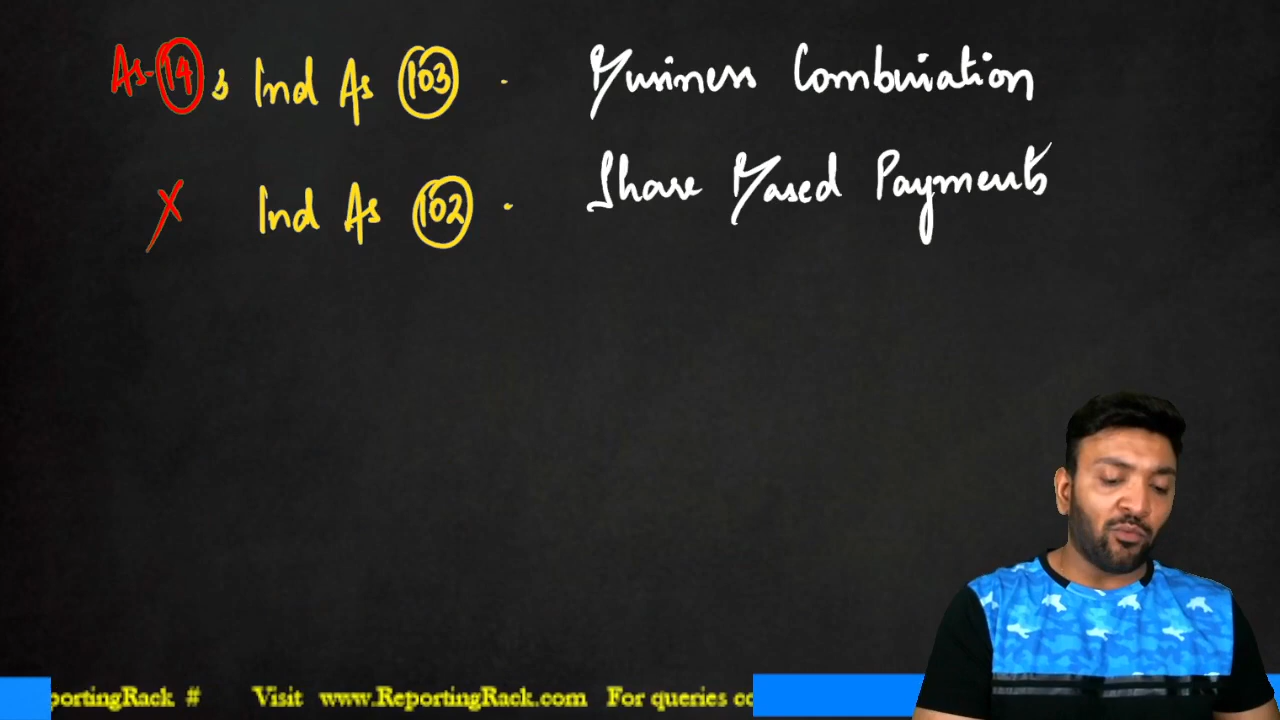 As-14, Ind As 103 - Business Combination
X Ind As 102 - Share Based Payments
portingRack # Visit www.ReportingRack.com For queries co